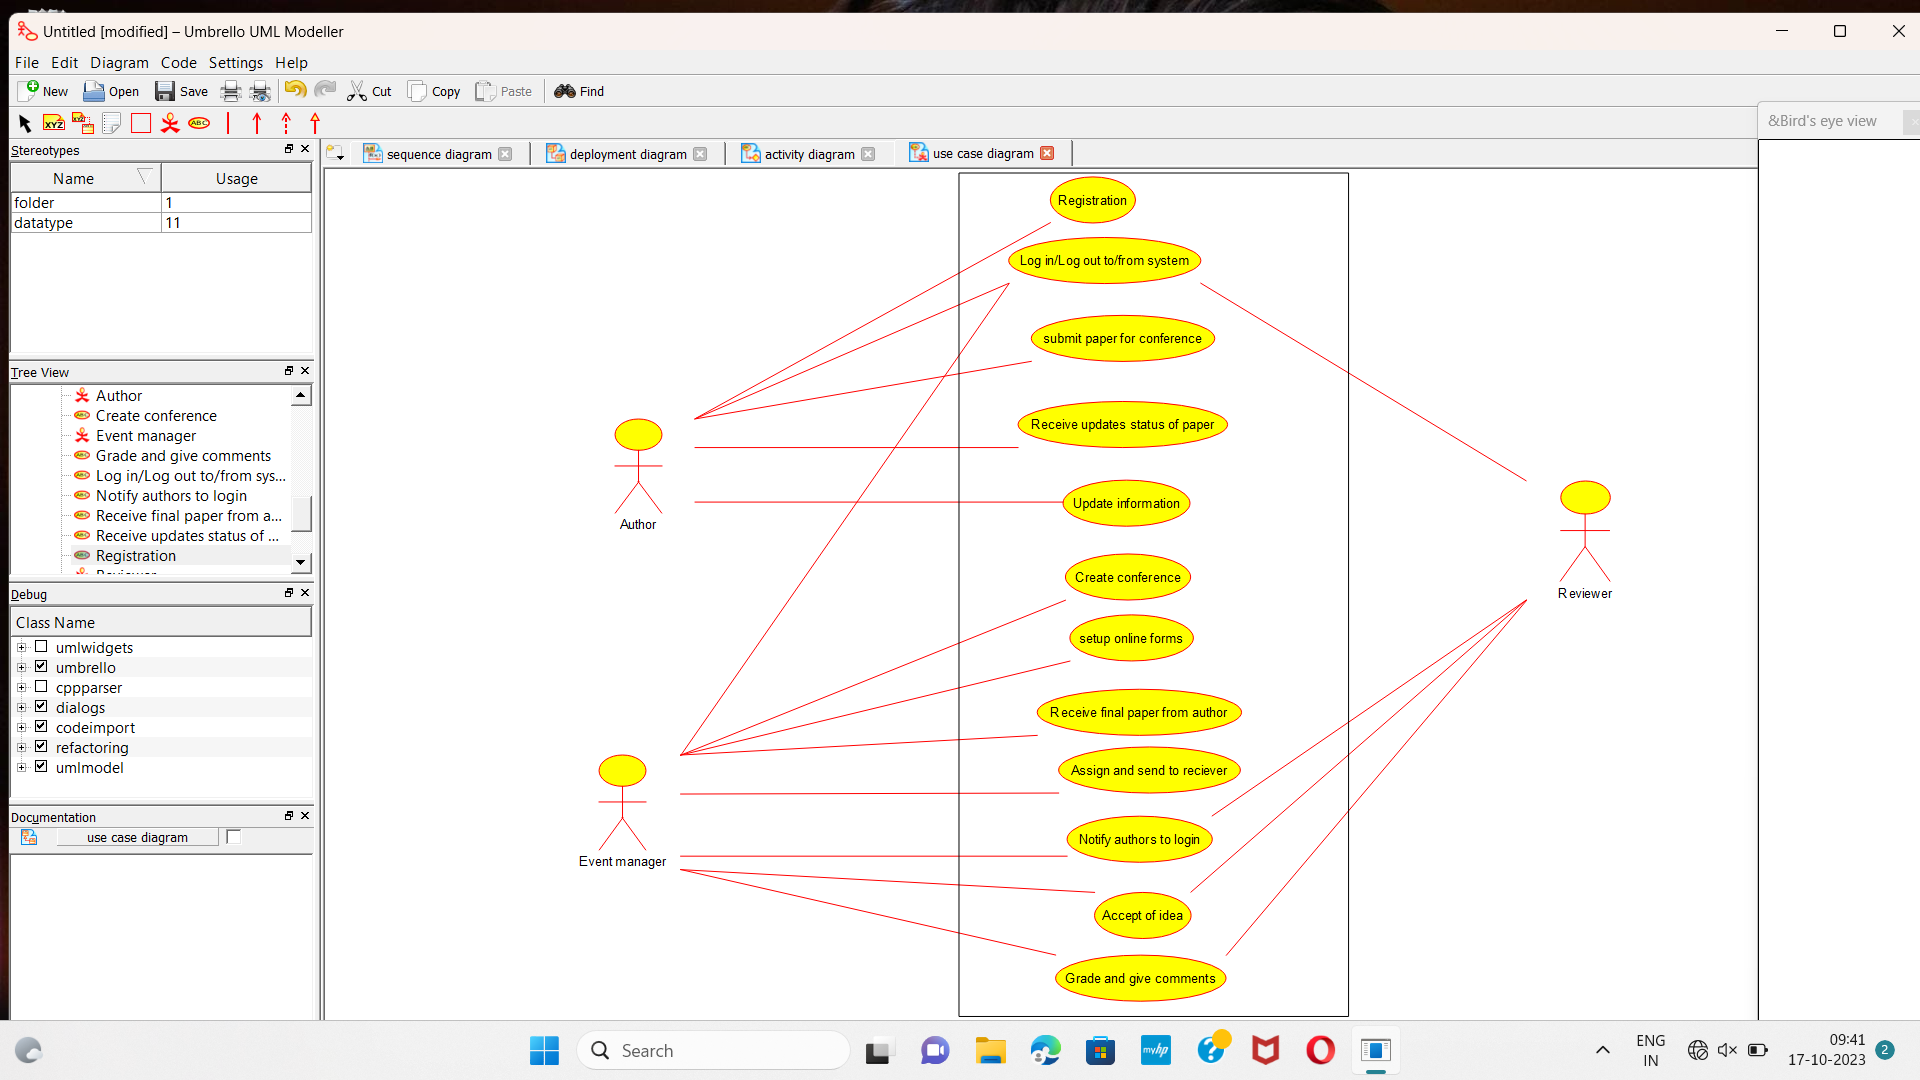 Untitled [modified] – Umbrello UML Modeller
File Edit Diagram Code Settings Help
New Open Save Cut Copy Paste Find
XYZ XYZ ABC
&Bird's eye view
Stereotypes
sequence diagram deployment diagram activity diagram use case diagram
Name Usage
folder 1
datatype 11
Tree View
Author
Create conference
Event manager
Grade and give comments
Log in/Log out to/from sys...
Notify authors to login
Receive final paper from a...
Receive updates status of ...
Registration
Debug
Class Name
umlwidgets
umbrello
cppparser
dialogs
codeimport
refactoring
umlmodel
Documentation
use case diagram
Registration
Log in/Log out to/from system
submit paper for conference
Receive updates status of paper
Author
Update information
Create conference
Reviewer
setup online forms
Receive final paper from author
Assign and send to reciever
Notify authors to login
Event manager
Accept of idea
Grade and give comments
Search
myhp
ENG
IN
09:41
17-10-2023
2